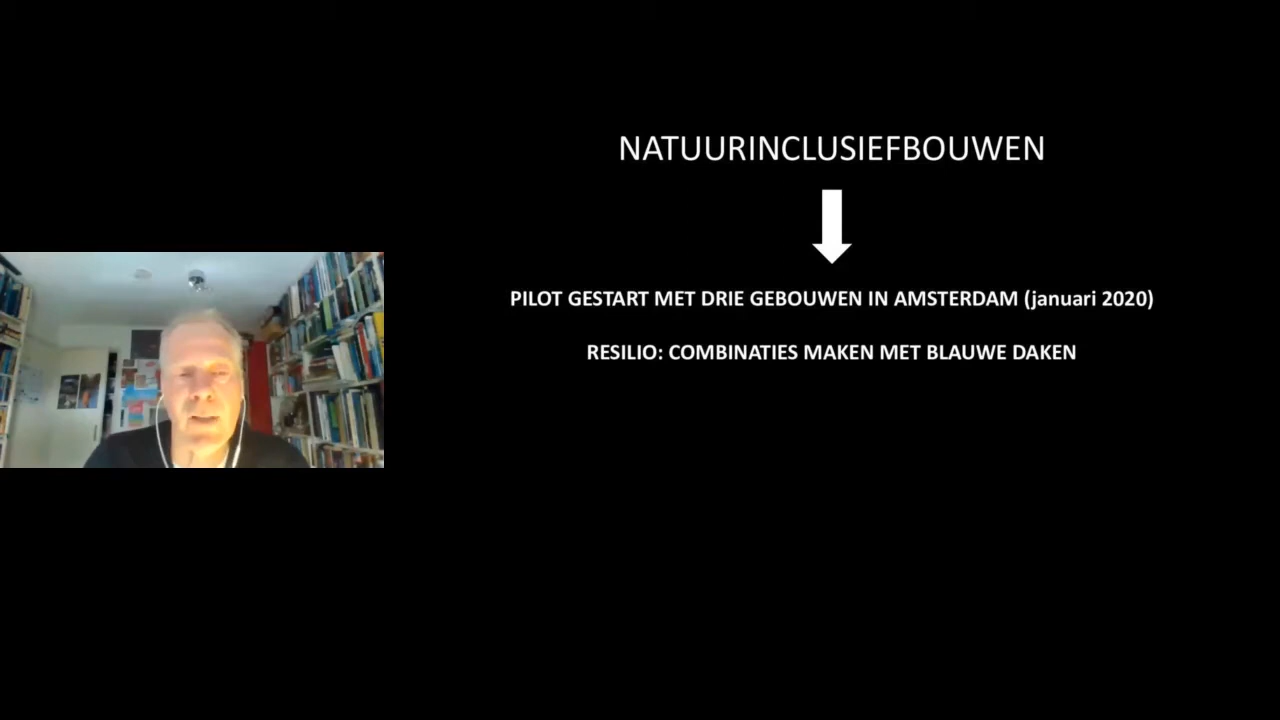 NATUURINCLUSIEFBOUWEN
PILOT GESTART MET DRIE GEBOUWEN IN AMSTERDAM (januari 2020)
RESILIO: COMBINATIES MAKEN MET BLAUWE DAKEN